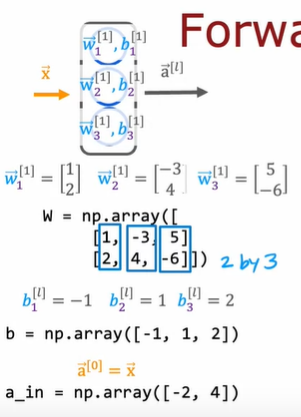 Forwa
w⃗₁^[1], b₁^[1]
x⃗ w⃗₂^[1], b₂^[1] a⃗^[l]
w⃗₃^[1], b₃^[1]
w⃗₁^[1] = [1 2] w⃗₂^[1] = [-3 4] w⃗₃^[1] = [5 -6]
W = np.array([
[1, -3, 5]
[2, 4, -6]]) 2 by 3
b₁^[l] = -1 b₂^[l] = 1 b₃^[l] = 2
b = np.array([-1, 1, 2])
a⃗^[0] = x⃗
a_in = np.array([-2, 4])